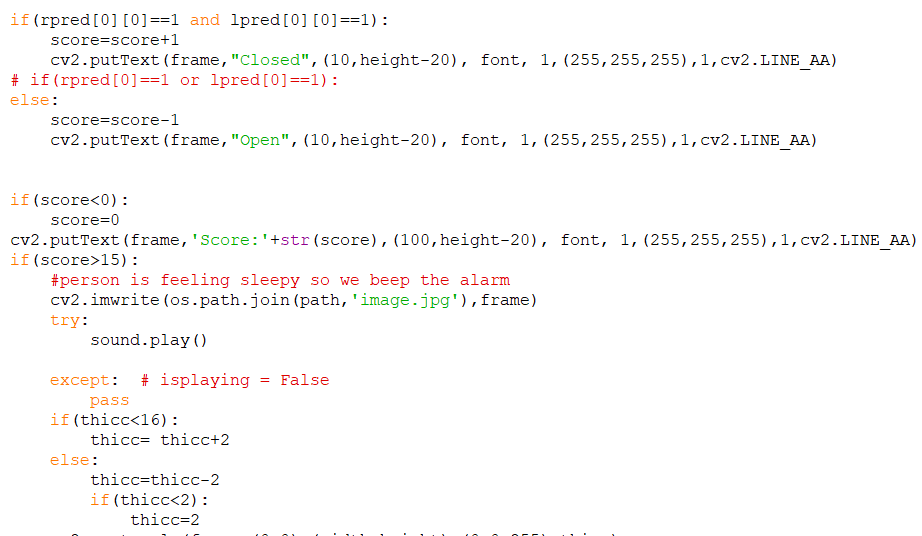 if(rpred[0][0]==1 and lpred[0][0]==1):
    score=score+1
    cv2.putText(frame,"Closed",(10,height-20), font, 1,(255,255,255),1,cv2.LINE_AA)
# if(rpred[0]==1 or lpred[0]==1):
else:
    score=score-1
    cv2.putText(frame,"Open",(10,height-20), font, 1,(255,255,255),1,cv2.LINE_AA)
if(score<0):
    score=0
cv2.putText(frame,'Score:'+str(score),(100,height-20), font, 1,(255,255,255),1,cv2.LINE_AA)
if(score>15):
    #person is feeling sleepy so we beep the alarm
    cv2.imwrite(os.path.join(path,'image.jpg'),frame)
    try:
        sound.play()
    except:  # isplaying = False
        pass
    if(thicc<16):
        thicc= thicc+2
    else:
        thicc=thicc-2
        if(thicc<2):
            thicc=2